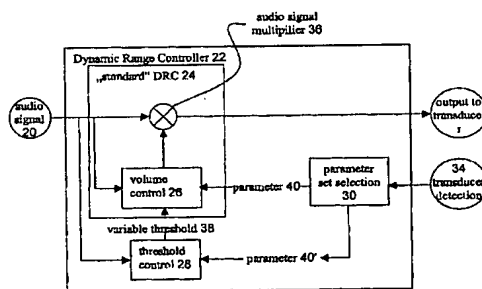 audio signal
multiplier 36
Dynamic Range Controller 22
„standard" DRC 24
audio
signal
20
output to
transduce
r
volume
control 26
parameter 40
parameter
set selection
30
34
transducer
detection
variable threshold 38
threshold
control 28
parameter 40'